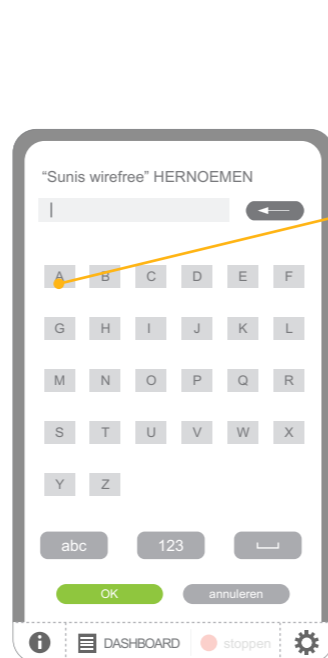 “Sunis wirefree” HERNOEMEN
A B C D E F
G H I J K L
M N O P Q R
S T U V W X
Y Z
abc 123
OK annuleren
i DASHBOARD stoppen